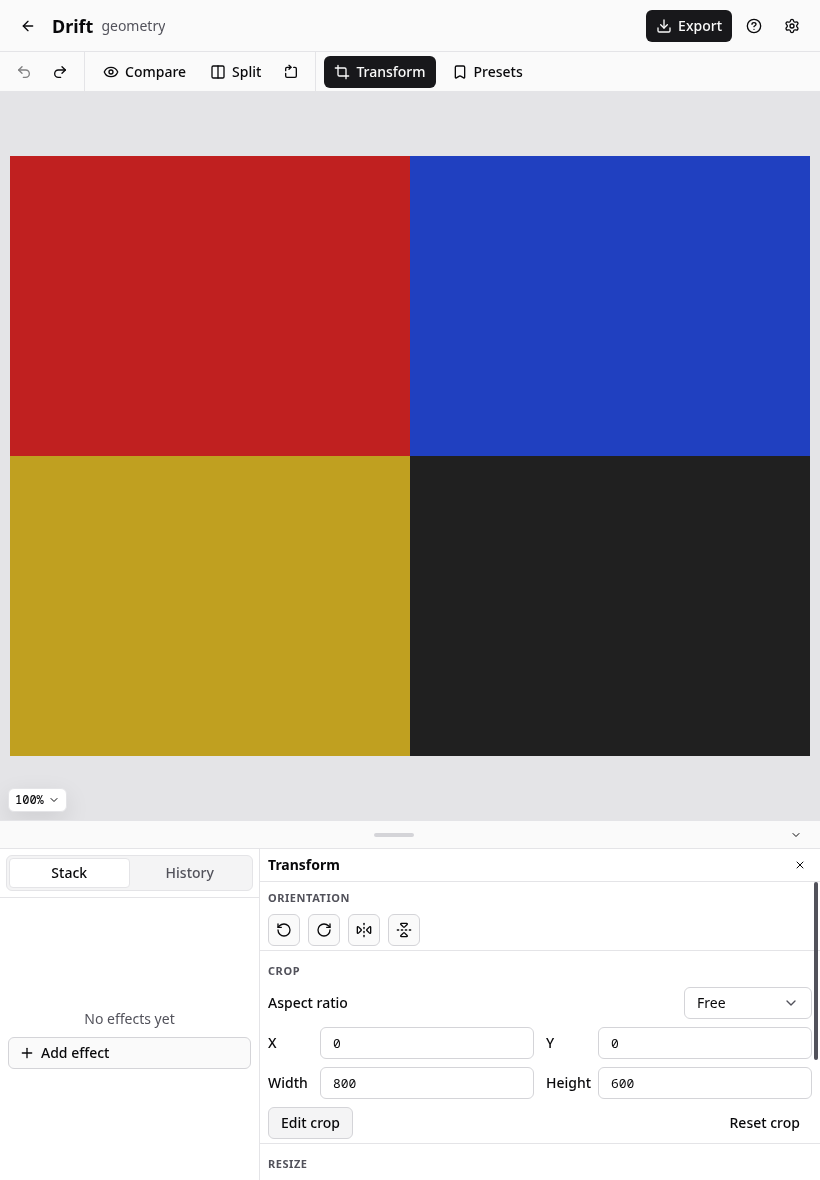 Drift geometry Export
Compare Split Transform Presets
100%
Stack History Transform
ORIENTATION
CROP
Aspect ratio Free
X 0 Y 0
No effects yet
Add effect
Width 800 Height 600
Edit crop Reset crop
RESIZE